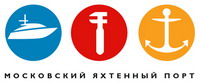 МОСКОВСКИЙ ЯХТЕННЫЙ ПОРТ